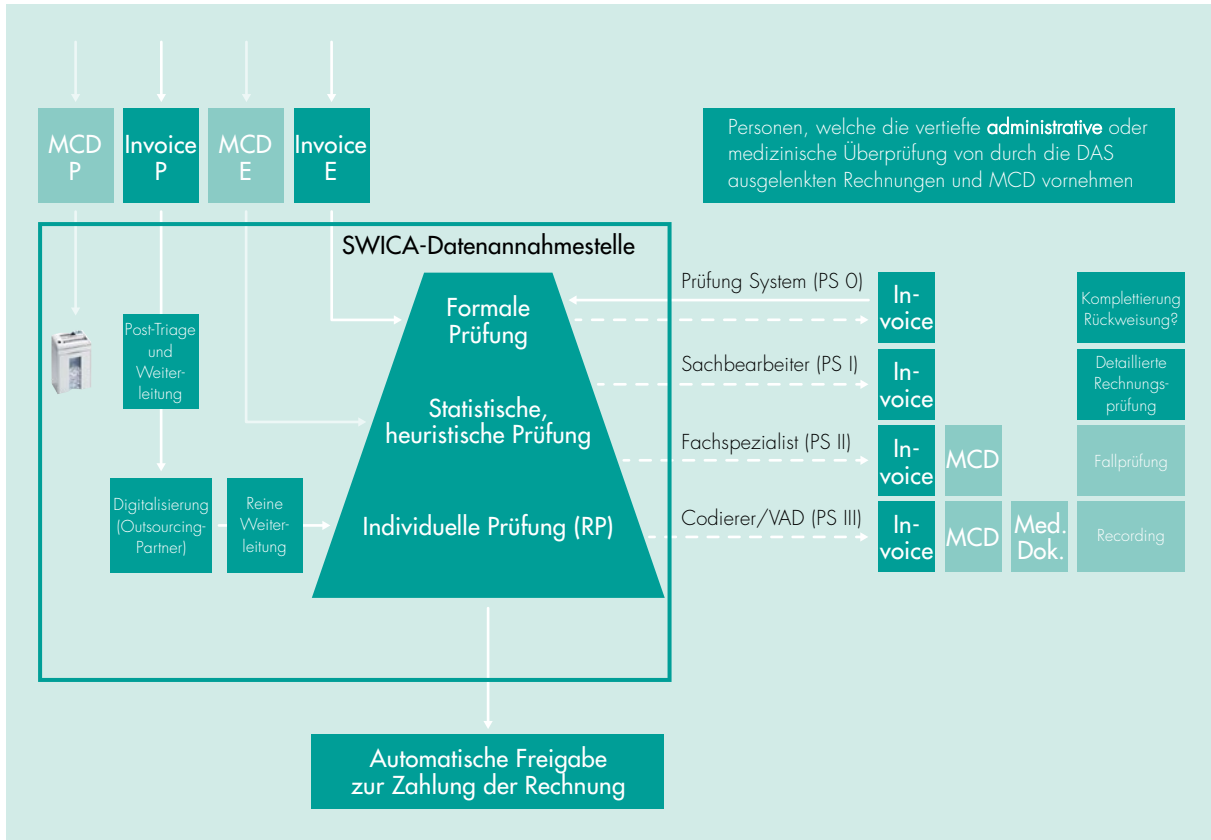 MCD
P
Invoice
P
MCD
E
Invoice
E
Personen, welche die vertiefte administrative oder
medizinische Überprüfung von durch die DAS
ausgelenkten Rechnungen und MCD vornehmen
SWICA-Datenannahmestelle
Formale
Prüfung
Statistische,
heuristische Prüfung
Individuelle Prüfung (RP)
Post-Triage
und
Weiter-
leitung
Digitalisierung
(Outsourcing-
Partner)
Reine
Weiter-
leitung
Prüfung System (PS 0)
In-
voice
Komplettierung
Rückweisung?
Sachbearbeiter (PS I)
In-
voice
Detaillierte
Rechnungs-
prüfung
Fachspezialist (PS II)
In-
voice
MCD
Fallprüfung
Codierer/VAD (PS III)
In-
voice
MCD
Med.
Dok.
Recording
Automatische Freigabe
zur Zahlung der Rechnung